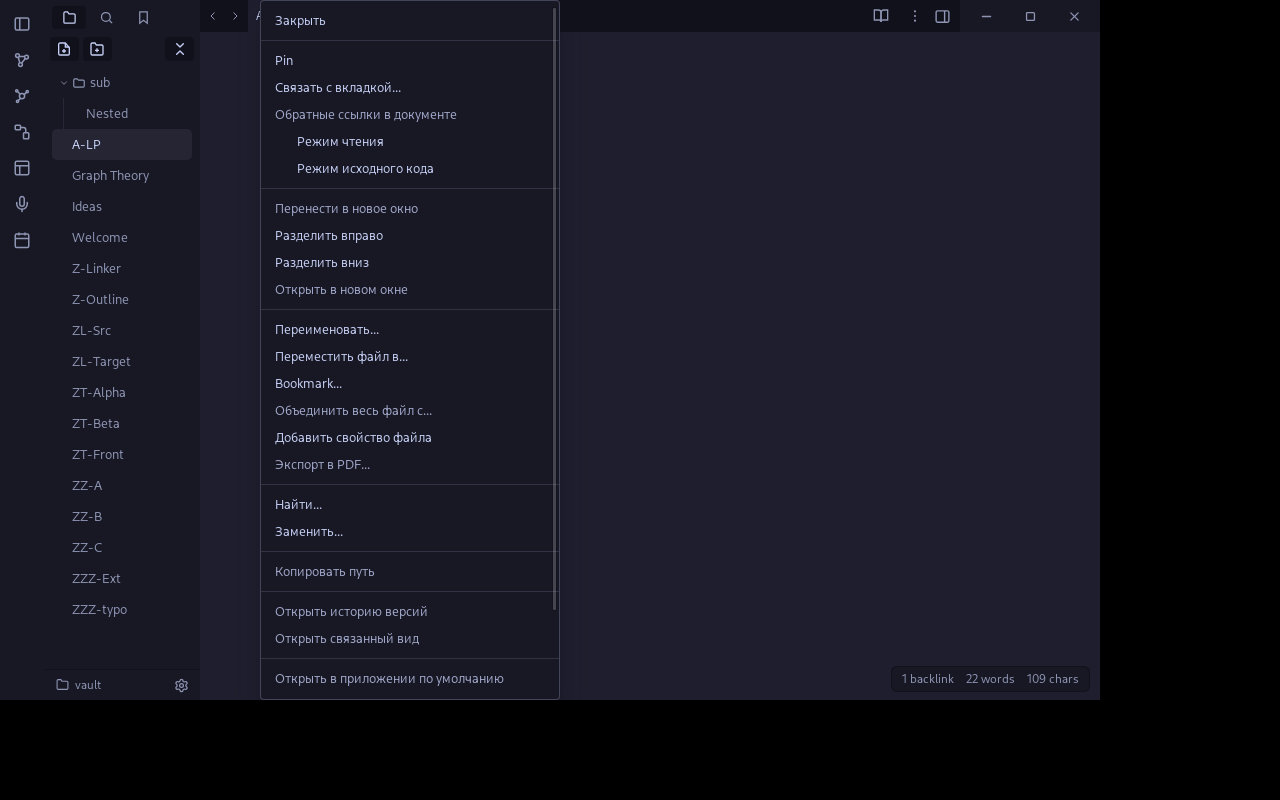 Закрыть
Pin
Связать с вкладкой...
Обратные ссылки в документе
Режим чтения
Режим исходного кода
Перенести в новое окно
Разделить вправо
Разделить вниз
Открыть в новом окне
Переименовать...
Переместить файл в...
Bookmark...
Объединить весь файл с...
Добавить свойство файла
Экспорт в PDF...
Найти...
Заменить...
Копировать путь
Открыть историю версий
Открыть связанный вид
Открыть в приложении по умолчанию
sub
Nested
A-LP
Graph Theory
Ideas
Welcome
Z-Linker
Z-Outline
ZL-Src
ZL-Target
ZT-Alpha
ZT-Beta
ZT-Front
ZZ-A
ZZ-B
ZZ-C
ZZZ-Ext
ZZZ-typo
vault
1 backlink 22 words 109 chars